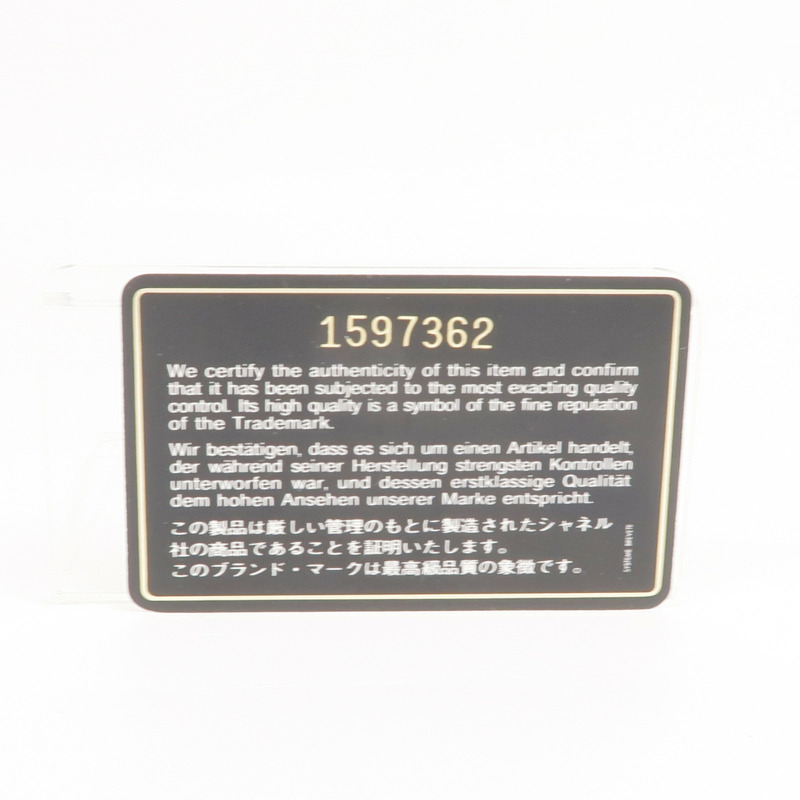 1597362
We certify the authenticity of this item and confirm
that it has been subjected to the most exacting quality
control. Its high quality is a symbol of the fine reputation
of the Trademark.
Wir bestätigen, dass es sich um einen Artikel handelt,
der während seiner Herstellung strengsten Kontrollen
unterworfen war, und dessen erstklassige Qualität
dem hohen Ansehen unserer Marke entspricht.
この製品は厳しい管理のもとに製造されたシャネル
社の商品であることを証明いたします。
このブランド・マークは最高級品質の象徴です。